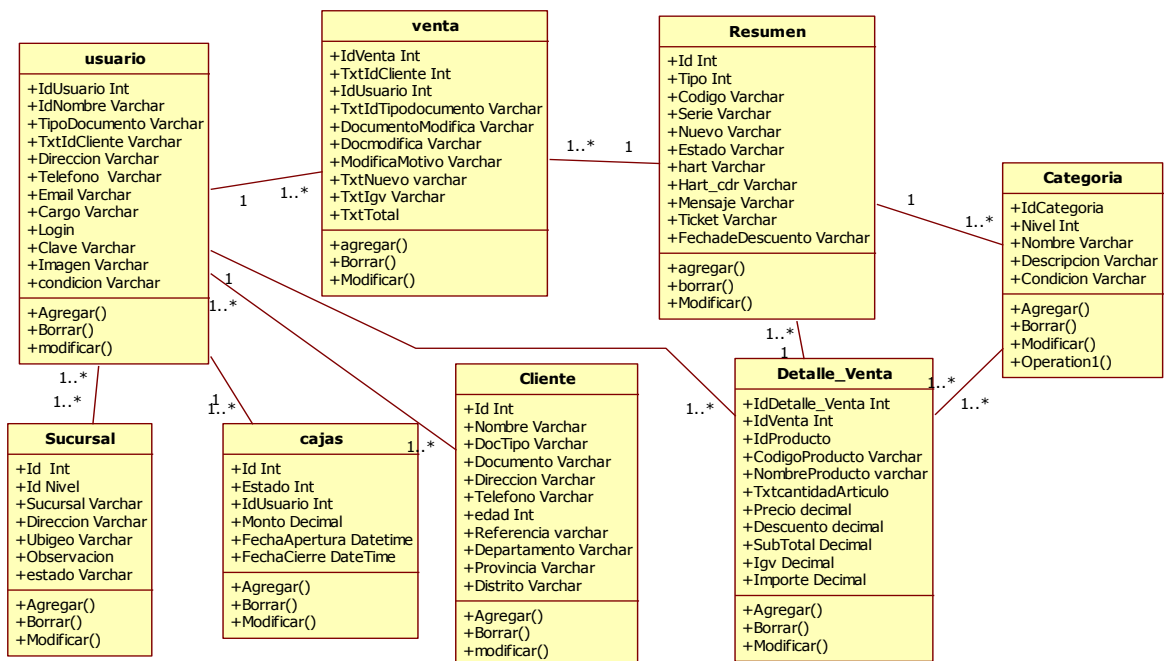 usuario
+IdUsuario Int
+IdNombre Varchar
+TipoDocumento Varchar
+TxtIdCliente Varchar
+Direccion Varchar
+Telefono  Varchar
+Email Varchar
+Cargo Varchar
+Login
+Clave Varchar
+Imagen Varchar
+condicion Varchar
+Agregar()
+Borrar()
+modificar()
venta
+IdVenta Int
+TxtIdCliente Int
+IdUsuario Int
+TxtIdTipodocumento Varchar
+DocumentoModifica Varchar
+Docmodifica Varchar
+ModificaMotivo Varchar
+TxtNuevo varchar
+TxtIgv Varchar
+TxtTotal
+agregar()
+Borrar()
+Modificar()
Resumen
+Id Int
+Tipo Int
+Codigo Varchar
+Serie Varchar
+Nuevo Varchar
+Estado Varchar
+hart Varchar
+Hart_cdr Varchar
+Mensaje Varchar
+Ticket Varchar
+FechadeDescuento Varchar
+agregar()
+borrar()
+Modificar()
Categoria
+IdCategoria
+Nivel Int
+Nombre Varchar
+Descripcion Varchar
+Condicion Varchar
+Agregar()
+Borrar()
+Modificar()
+Operation1()
1
1..*
1..*
1
1
1..*
1
1..*
1..*
1
1..*
1..*
1..*
1..*
1
1..*
1..*
1..*
Sucursal
+Id  Int
+Id Nivel
+Sucursal Varchar
+Direccion Varchar
+Ubigeo Varchar
+Observacion
+estado Varchar
+Agregar()
+Borrar()
+Modificar()
cajas
+Id Int
+Estado Int
+IdUsuario Int
+Monto Decimal
+FechaApertura Datetime
+FechaCierre DateTime
+Agregar()
+Borrar()
+Modificar()
Cliente
+Id Int
+Nombre Varchar
+DocTipo Varchar
+Documento Varchar
+Direccion Varchar
+Telefono Varchar
+edad Int
+Referencia varchar
+Departamento Varchar
+Provincia Varchar
+Distrito Varchar
+Agregar()
+Borrar()
+modificar()
Detalle_Venta
+IdDetalle_Venta Int
+IdVenta Int
+IdProducto
+CodigoProducto Varchar
+NombreProducto varchar
+TxtcantidadArticulo
+Precio decimal
+Descuento decimal
+SubTotal Decimal
+Igv Decimal
+Importe Decimal
+Agregar()
+Borrar()
+Modificar()